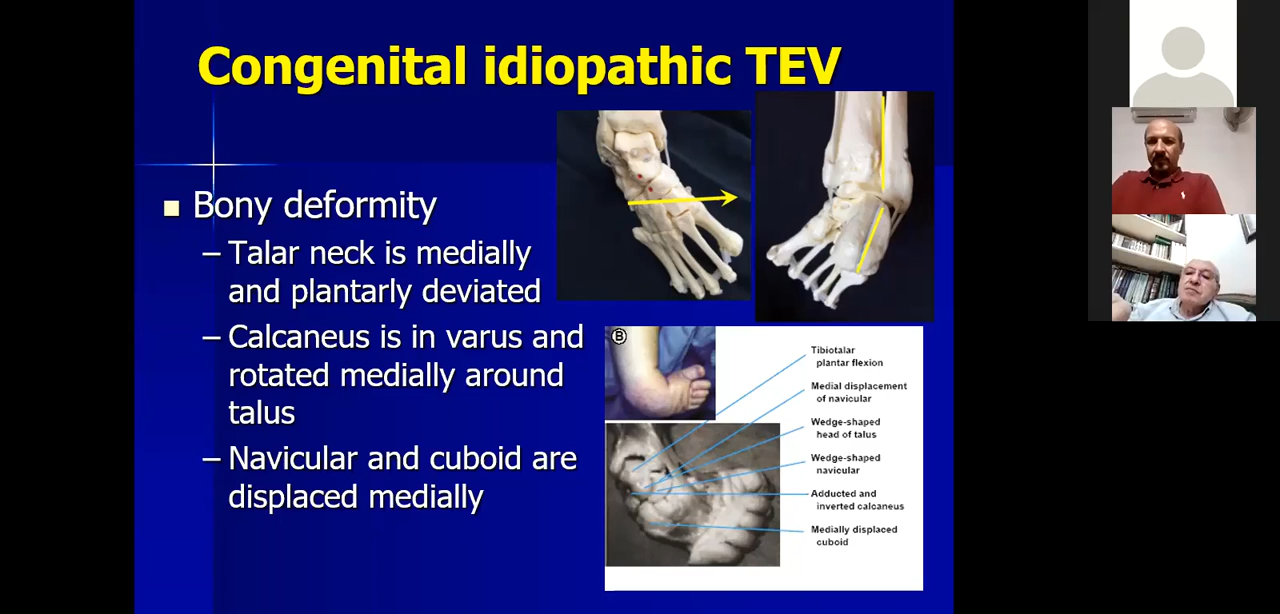 Congenital idiopathic TEV
Bony deformity
– Talar neck is medially
and plantarly deviated
– Calcaneus is in varus and
rotated medially around
talus
– Navicular and cuboid are
displaced medially
B
Tibiotalar
plantar flexion
Medial displacement
of navicular
Wedge-shaped
head of talus
Wedge-shaped
navicular
Adducted and
inverted calcaneus
Medially displaced
cuboid